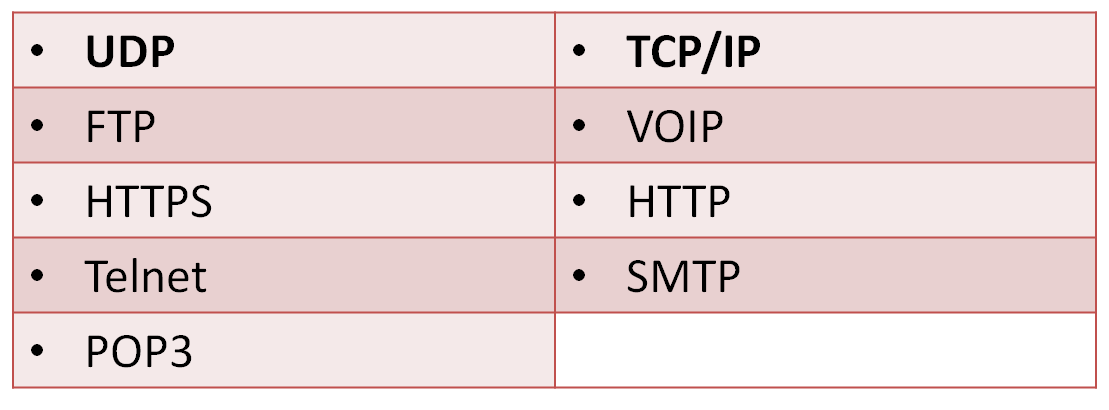 • UDP • TCP/IP
• FTP • VOIP
• HTTPS • HTTP
• Telnet • SMTP
• POP3